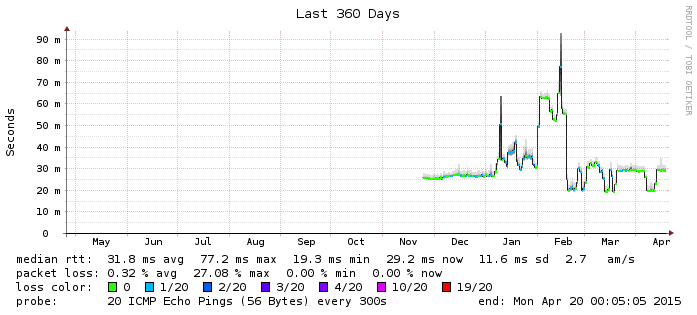 Last 360 Days
RRDTOOL / TOBI OETIKER
Seconds
90 m
80 m
70 m
60 m
50 m
40 m
30 m
20 m
10 m
0
May Jun Jul Aug Sep Oct Nov Dec Jan Feb Mar Apr
median rtt: 31.8 ms avg 77.2 ms max 19.3 ms min 29.2 ms now 11.6 ms sd 2.7 am/s
packet loss: 0.32 % avg 27.08 % max 0.00 % min 0.00 % now
loss color: 0 1/20 2/20 3/20 4/20 10/20 19/20
probe: 20 ICMP Echo Pings (56 Bytes) every 300s end: Mon Apr 20 00:05:05 2015